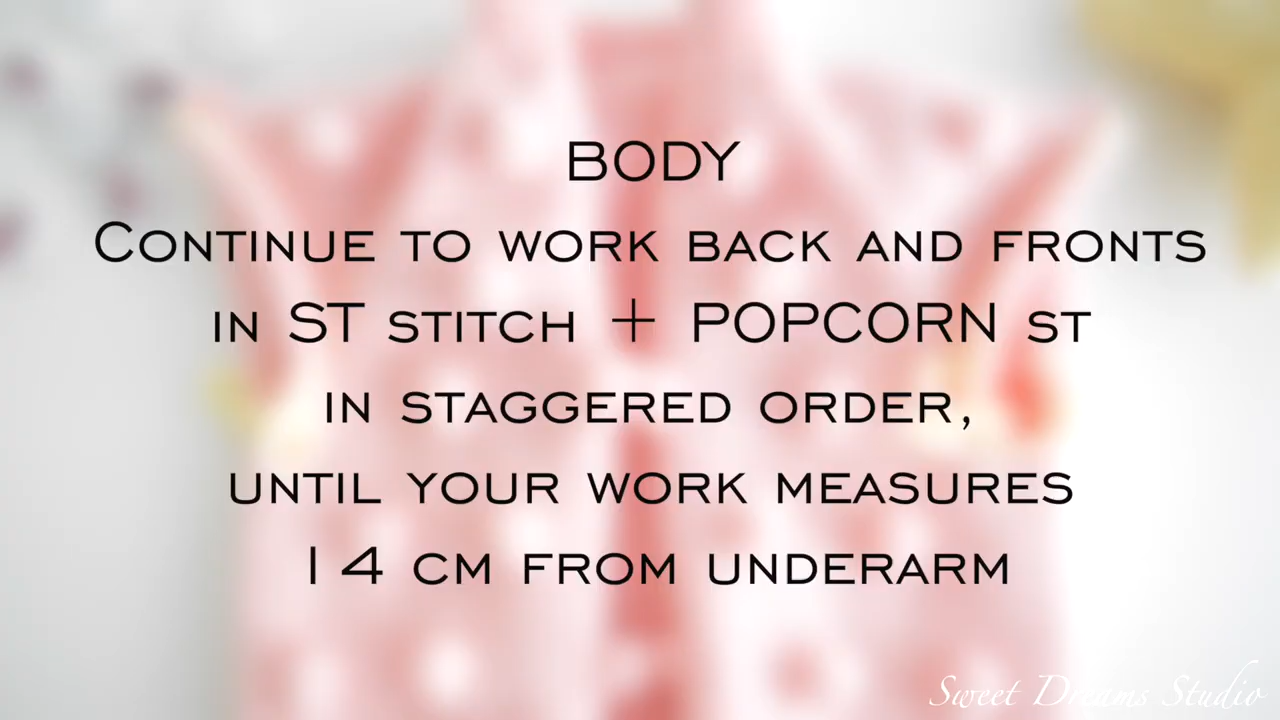 BODY
CONTINUE TO WORK BACK AND FRONTS
IN ST STITCH + POPCORN ST
IN STAGGERED ORDER,
UNTIL YOUR WORK MEASURES
14 CM FROM UNDERARM
Sweet Dreams Studio